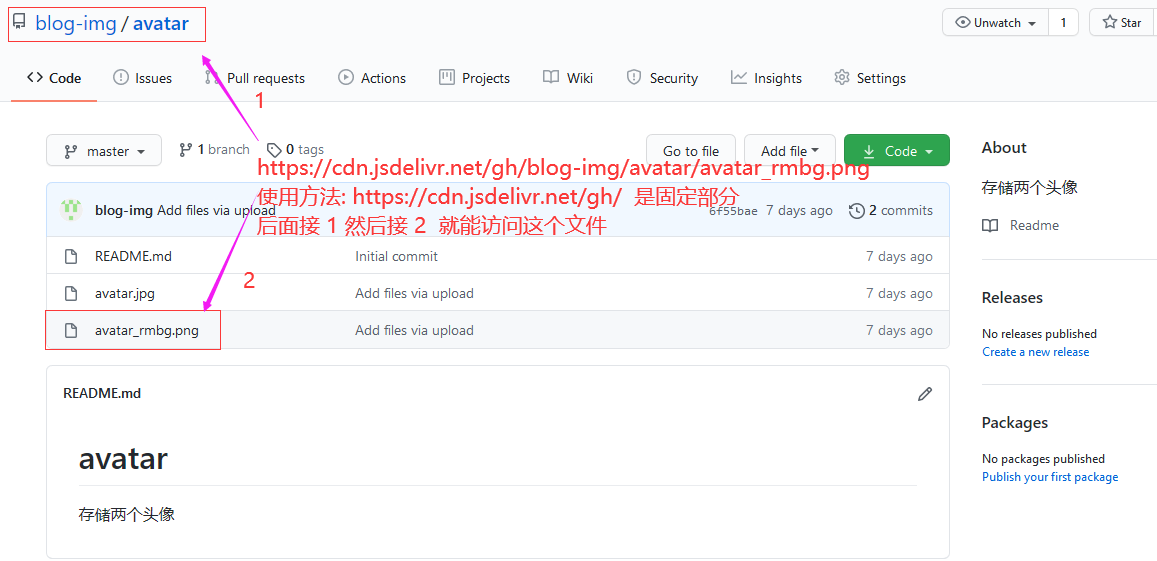 blog-img / avatar
Unwatch 1 Star
Code Issues Pull requests Actions Projects Wiki Security Insights Settings
1
master 1 branch 0 tags Go to file Add file Code
https://cdn.jsdelivr.net/gh/blog-img/avatar/avatar_rmbg.png
使用方法: https://cdn.jsdelivr.net/gh/ 是固定部分
后面接 1 然后接 2 就能访问这个文件
blog-img Add files via upload 6f55bae 7 days ago 2 commits
README.md Initial commit 7 days ago
2
avatar.jpg Add files via upload 7 days ago
avatar_rmbg.png Add files via upload 7 days ago
README.md
avatar
存储两个头像
About
存储两个头像
Readme
Releases
No releases published
Create a new release
Packages
No packages published
Publish your first package